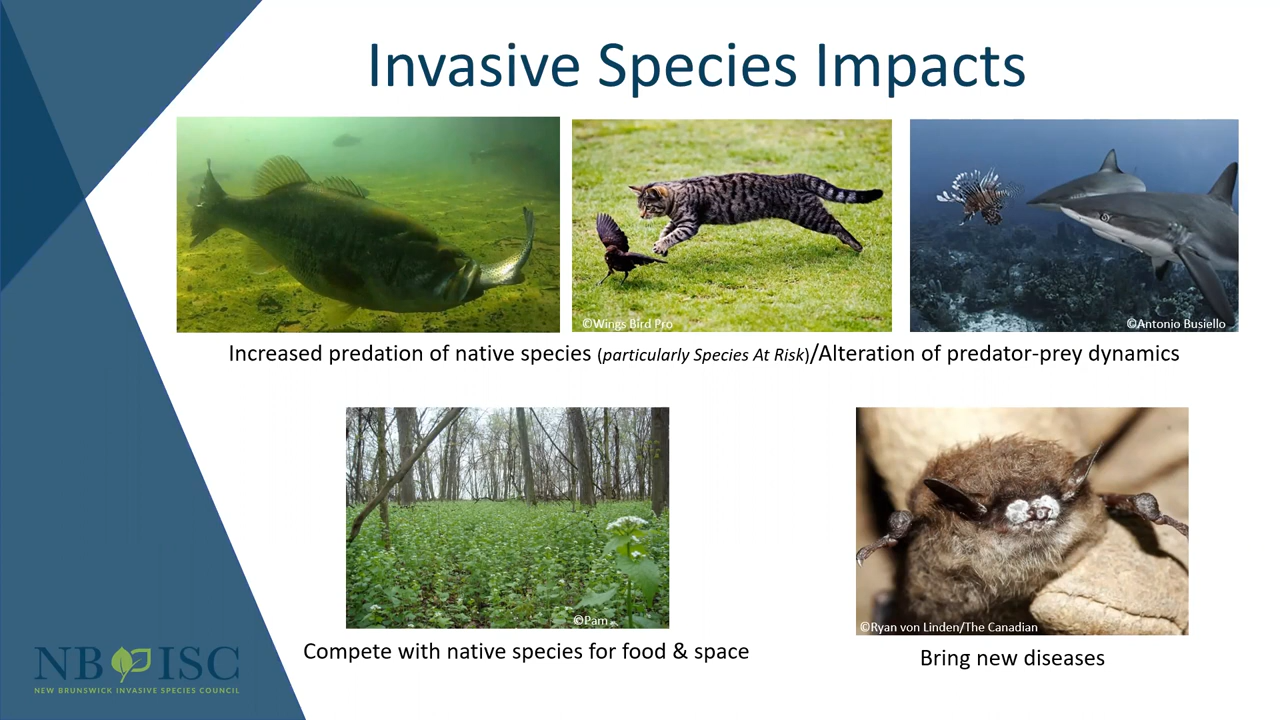 Invasive Species Impacts
©Wings Bird Pro
©Antonio Busiello
Increased predation of native species (particularly Species At Risk)/Alteration of predator-prey dynamics
©Pam
©Ryan von Linden/The Canadian
Compete with native species for food & space
Bring new diseases
NB ISC
NEW BRUNSWICK INVASIVE SPECIES COUNCIL